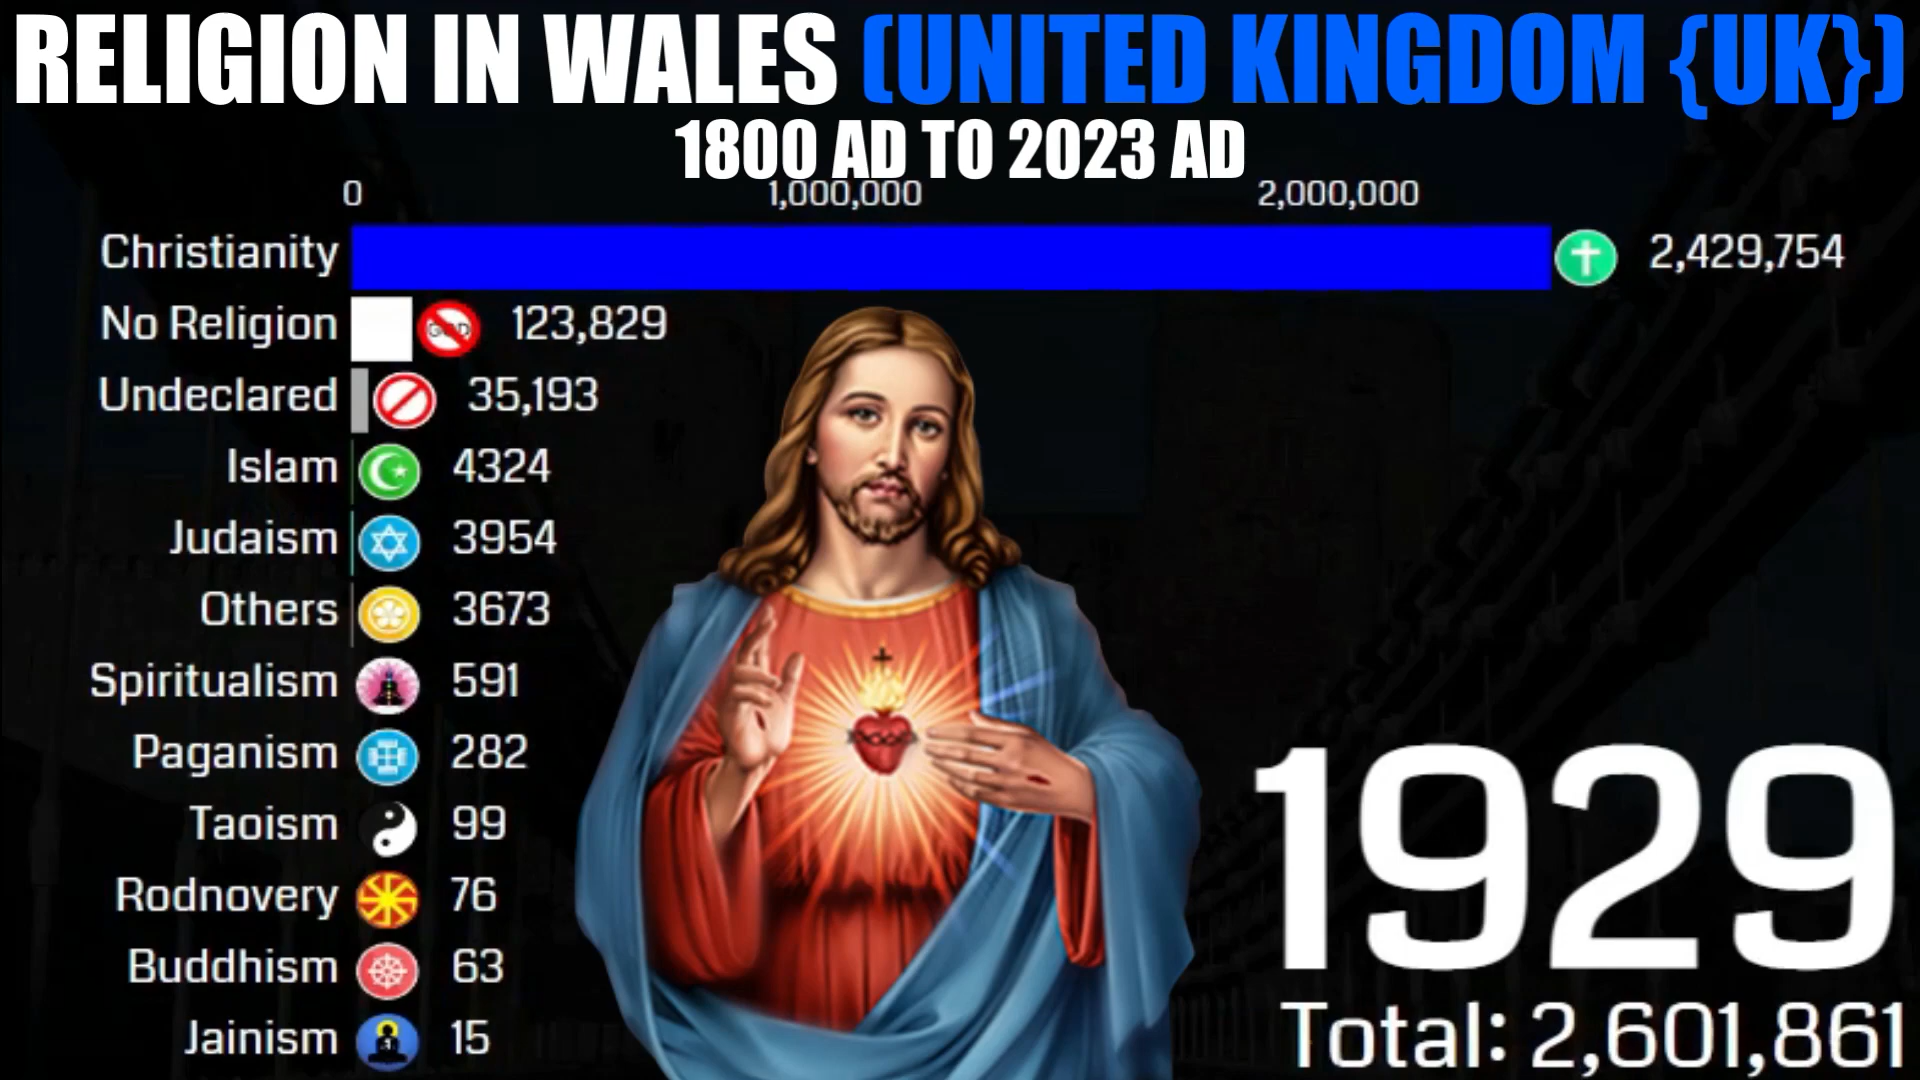 RELIGION IN WALES (UNITED KINGDOM {UK})
1800 AD TO 2023 AD
0 1,000,000 2,000,000
Christianity 2,429,754
No Religion GOD 123,829
Undeclared 35,193
Islam 4324
Judaism 3954
Others 3673
Spiritualism 591
Paganism 282
Taoism 99
Rodnovery 76
Buddhism 63
Jainism 15
1929
Total: 2,601,861